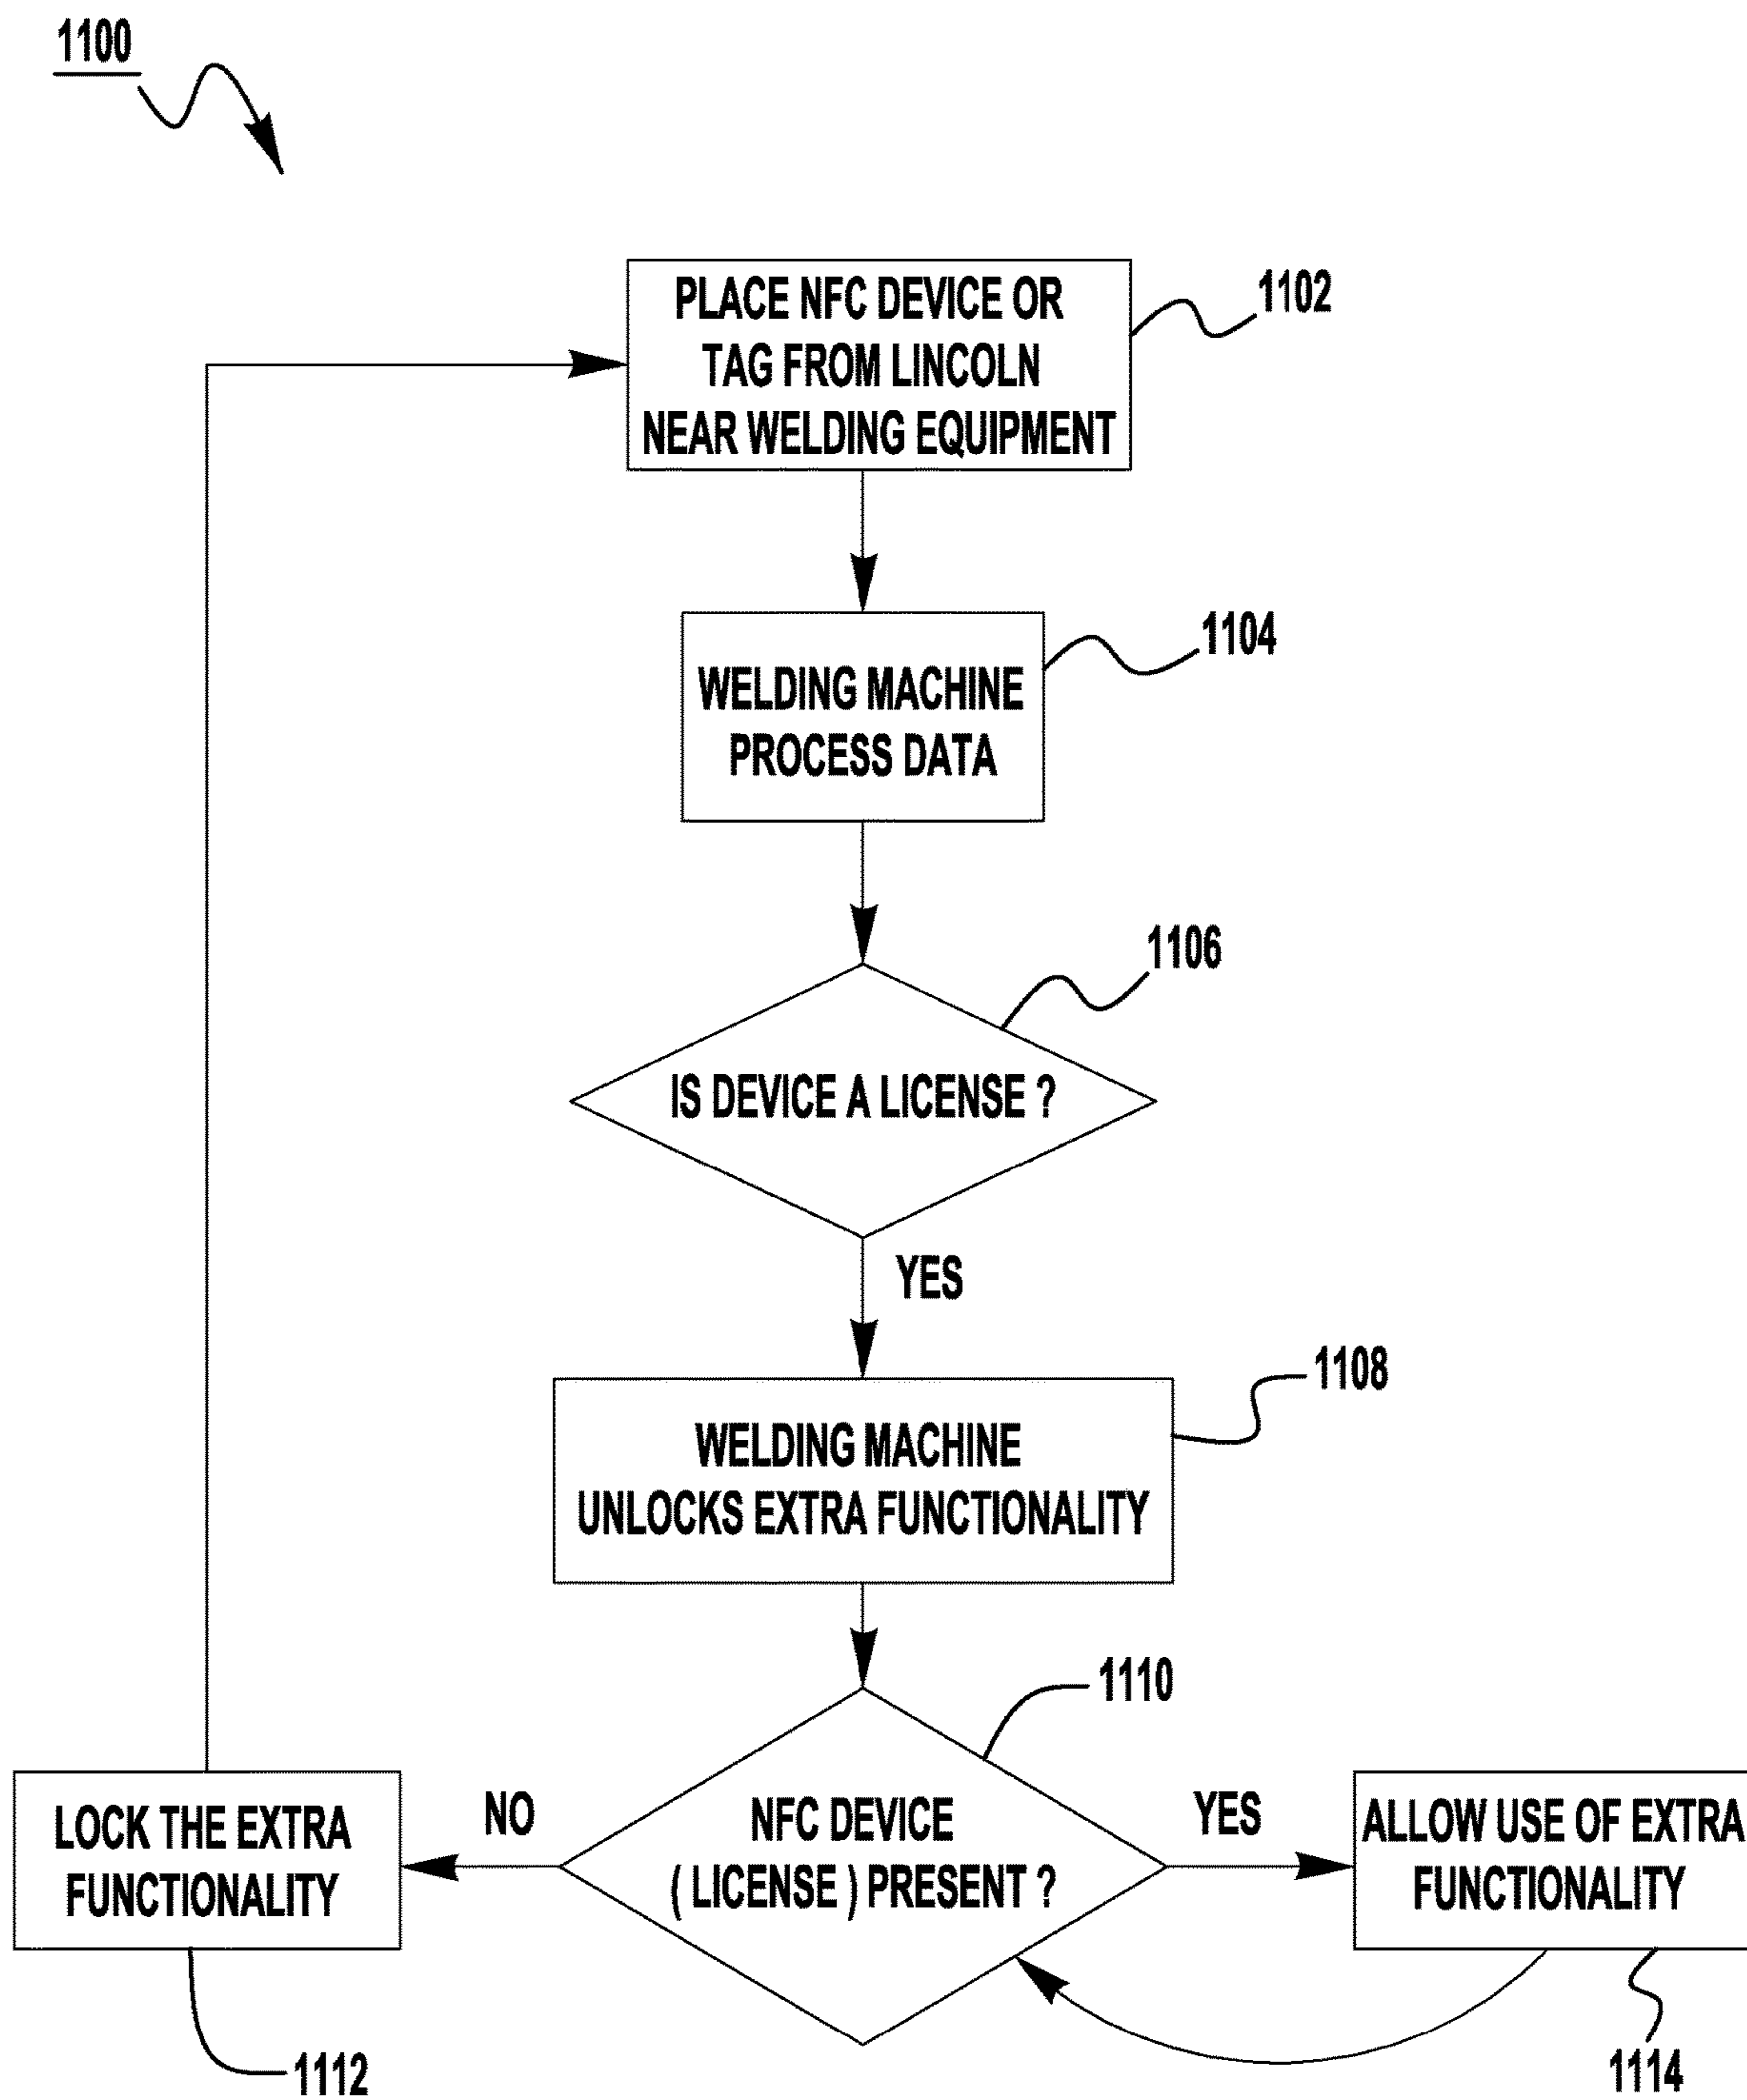 1100
PLACE NFC DEVICE OR
TAG FROM LINCOLN
NEAR WELDING EQUIPMENT
1102
WELDING MACHINE
PROCESS DATA
1104
IS DEVICE A LICENSE ?
1106
YES
WELDING MACHINE
UNLOCKS EXTRA FUNCTIONALITY
1108
NFC DEVICE
( LICENSE ) PRESENT ?
1110
NO
LOCK THE EXTRA
FUNCTIONALITY
1112
YES
ALLOW USE OF EXTRA
FUNCTIONALITY
1114